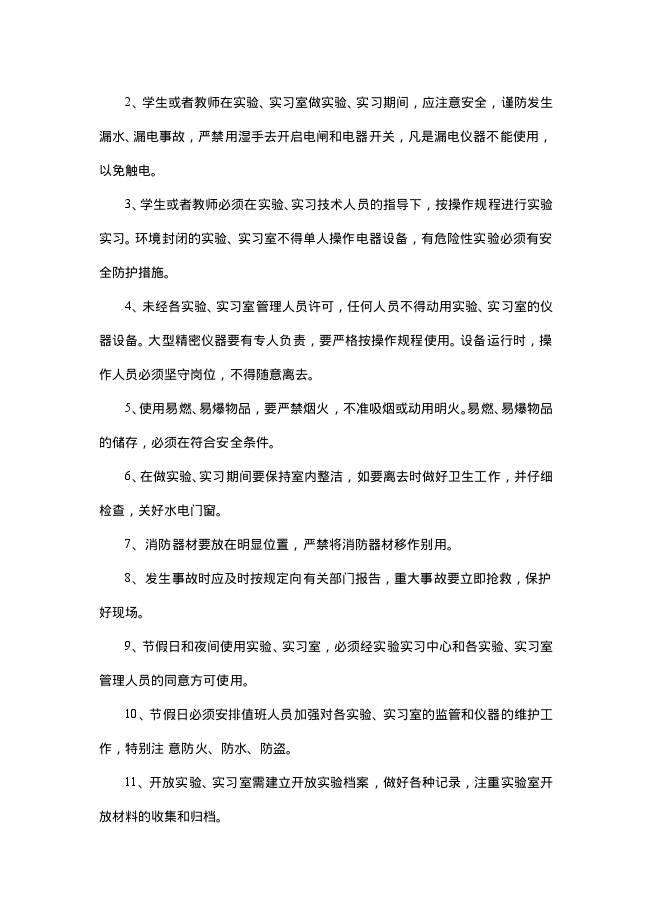 2、学生或者教师在实验、实习室做实验、实习期间，应注意安全，谨防发生
漏水、漏电事故，严禁用湿手去开启电闸和电器开关，凡是漏电仪器不能使用，
以免触电。
3、学生或者教师必须在实验、实习技术人员的指导下，按操作规程进行实验
实习。环境封闭的实验、实习室不得单人操作电器设备，有危险性实验必须有安
全防护措施。
4、未经各实验、实习室管理人员许可，任何人员不得动用实验、实习室的仪
器设备。大型精密仪器要有专人负责，要严格按操作规程使用。设备运行时，操
作人员必须坚守岗位，不得随意离去。
5、使用易燃、易爆物品，要严禁烟火，不准吸烟或动用明火。易燃、易爆物品
的储存，必须在符合安全条件。
6、在做实验、实习期间要保持室内整洁，如要离去时做好卫生工作，并仔细
检查，关好水电门窗。
7、消防器材要放在明显位置，严禁将消防器材移作别用。
8、发生事故时应及时按规定向有关部门报告，重大事故要立即抢救，保护
好现场。
9、节假日和夜间使用实验、实习室，必须经实验实习中心和各实验、实习室
管理人员的同意方可使用。
10、节假日必须安排值班人员加强对各实验、实习室的监管和仪器的维护工
作，特别注 意防火、防水、防盗。
11、开放实验、实习室需建立开放实验档案，做好各种记录，注重实验室开
放材料的收集和归档。